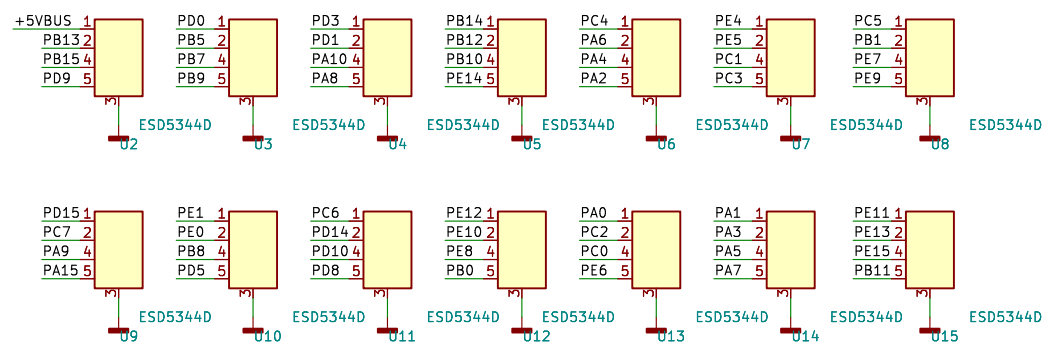 +5VBUS 1 PD0 1 PD3 1 PB14 1 PC4 1 PE4 1 PC5 1
PB13 2 PB5 2 PD1 2 PB12 2 PA6 2 PE5 2 PB1 2
PB15 4 PB7 4 PA10 4 PB10 4 PA4 4 PC1 4 PE7 4
PD9 5 PB9 5 PA8 5 PE14 5 PA2 5 PC3 5 PE9 5
3 3 3 3 3 3 3
ESD5344D ESD5344D ESD5344D ESD5344D ESD5344D ESD5344D ESD5344D
U2 U3 U4 U5 U6 U7 U8
PD15 1 PE1 1 PC6 1 PE12 1 PA0 1 PA1 1 PE11 1
PC7 2 PE0 2 PD14 2 PE10 2 PC2 2 PA3 2 PE13 2
PA9 4 PB8 4 PD10 4 PE8 4 PC0 4 PA5 4 PE15 4
PA15 5 PD5 5 PD8 5 PB0 5 PE6 5 PA7 5 PB11 5
3 3 3 3 3 3 3
ESD5344D ESD5344D ESD5344D ESD5344D ESD5344D ESD5344D ESD5344D
U9 U10 U11 U12 U13 U14 U15